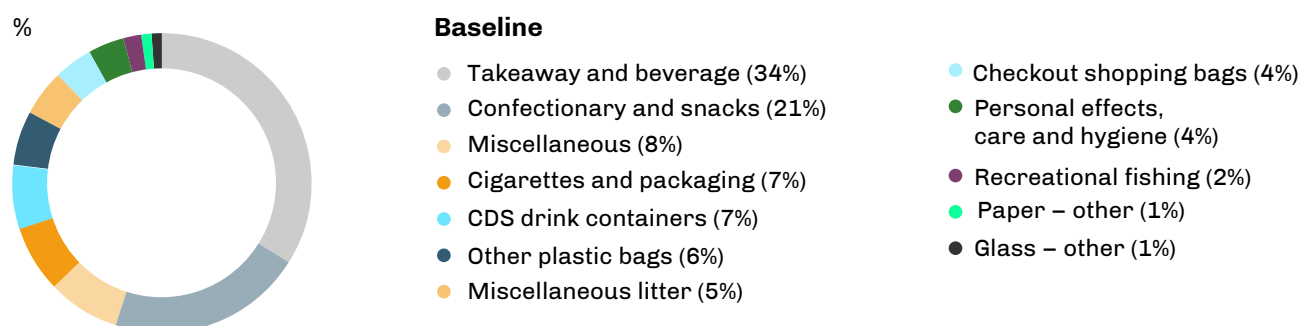 %
Baseline
Takeaway and beverage (34%)
Confectionary and snacks (21%)
Miscellaneous (8%)
Cigarettes and packaging (7%)
CDS drink containers (7%)
Other plastic bags (6%)
Miscellaneous litter (5%)
Checkout shopping bags (4%)
Personal effects,
care and hygiene (4%)
Recreational fishing (2%)
Paper – other (1%)
Glass – other (1%)